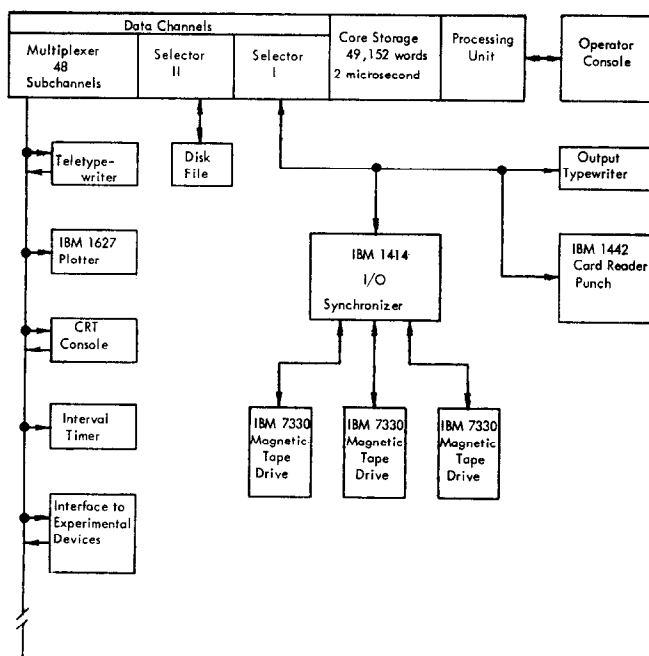 Data Channels
Multiplexer
48
Subchannels
Selector
II
Selector
I
Core Storage
49,152 words
2 microsecond
Processing
Unit
Operator
Console
Teletype-
writer
Disk
File
Output
Typewriter
IBM 1627
Plotter
IBM 1414
I/O
Synchronizer
IBM 1442
Card Reader
Punch
CRT
Console
Interval
Timer
IBM 7330
Magnetic
Tape
Drive
IBM 7330
Magnetic
Tape
Drive
IBM 7330
Magnetic
Tape
Drive
Interface to
Experimental
Devices